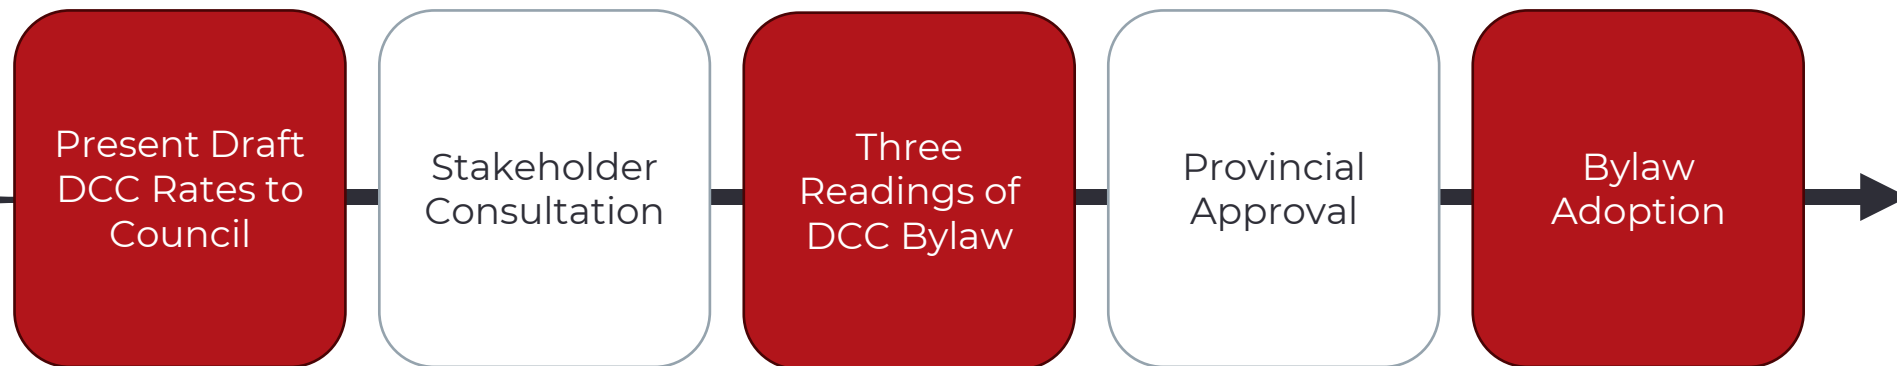 Present Draft
DCC Rates to
Council
Stakeholder
Consultation
Three
Readings of
DCC Bylaw
Provincial
Approval
Bylaw
Adoption